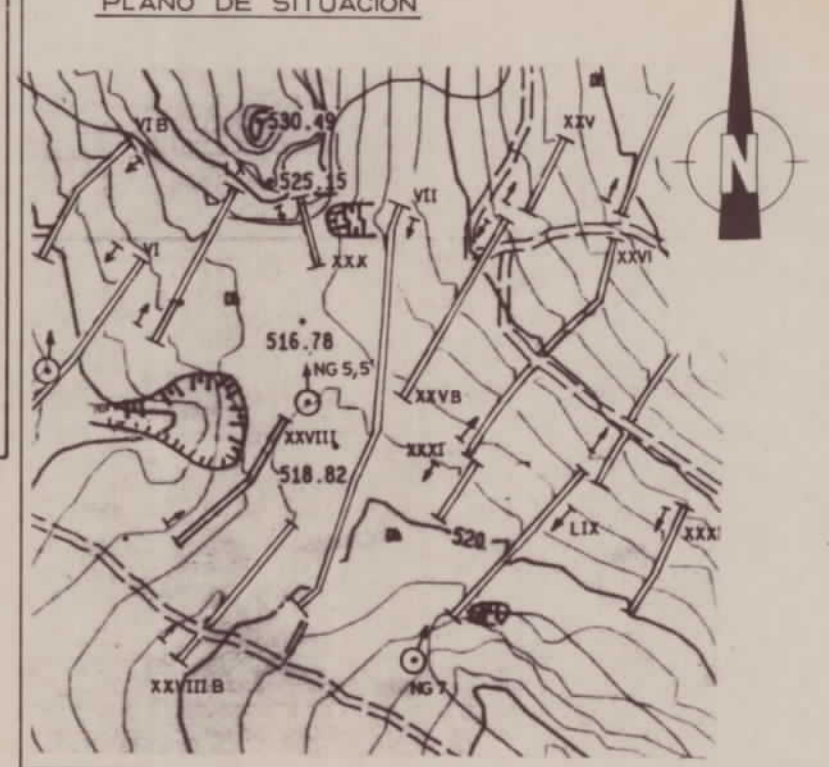 PLANO DE SITUACION
N
VI B
530.49
XXV
525.15
VII
VI
XXX
XXVI
516.78
NG 5,5'
XXVB
XXVIII
XXXI
518.82
520
LIX
XXVIIIB
NG 7